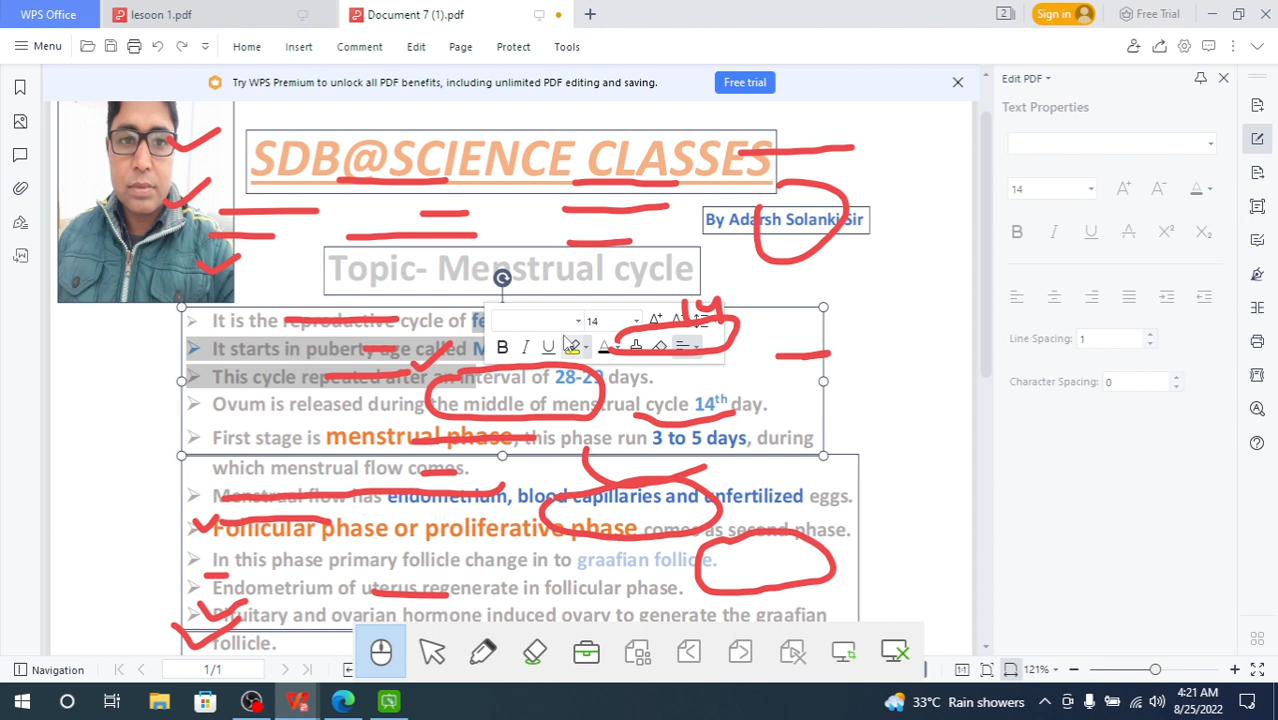 WPS Office
lesoon 1.pdf
Document 7 (1).pdf
2
Sign in
Free Trial
Menu
Home
Insert
Comment
Edit
Page
Protect
Tools
Try WPS Premium to unlock all PDF benefits, including unlimited PDF editing and saving.
Free trial
Edit PDF
Text Properties
14
Line Spacing: 1
Character Spacing: 0
SDB@SCIENCE CLASSES
By Adarsh Solanki Sir
Topic- Menstrual cycle
14
14
It is the reproductive cycle of fe
It starts in puberty age called M
This cycle repeated after an interval of 28-29 days.
Ovum is released during the middle of menstrual cycle 14th day.
First stage is menstrual phase, this phase run 3 to 5 days, during
which menstrual flow comes.
Menstrual flow has endometrium, blood capillaries and unfertilized eggs.
Follicular phase or proliferative phase comes as second phase.
In this phase primary follicle change in to graafian follicle.
Endometrium of uterus regenerate in follicular phase.
Pituitary and ovarian hormone induced ovary to generate the graafian
follicle.
Navigation
1/1
121%
33°C Rain showers
4:21 AM
8/25/2022